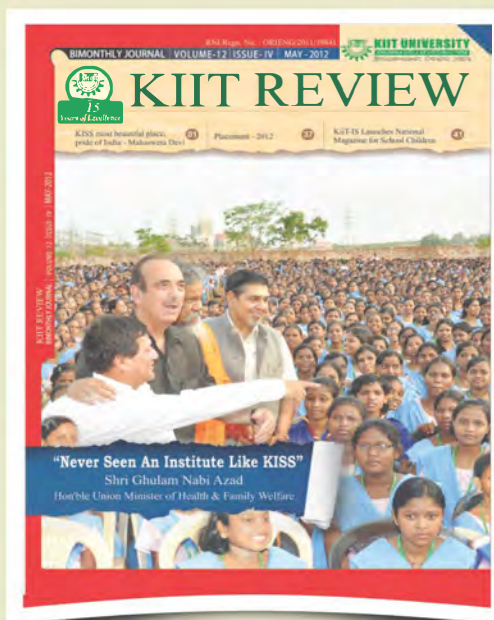 RNI Regn. No. - ORIENG/2011/39841
BIMONTHLY JOURNAL VOLUME-12 ISSUE- IV MAY - 2012
KIIT UNIVERSITY
15
Years of Excellence
KIIT REVIEW
KISS most beautiful place,
pride of India - Mahasweta Devi
Placement - 2012
37
KiiT-IS Launches National
Magazine for School Children
41
KIIT REVIEW
BIMONTHLY JOURNAL VOLUME- 12 ISSUE- IV MAY-2012
"Never Seen An Institute Like KISS"
Shri Ghulam Nabi Azad
Hon'ble Union Minister of Health & Family Welfare